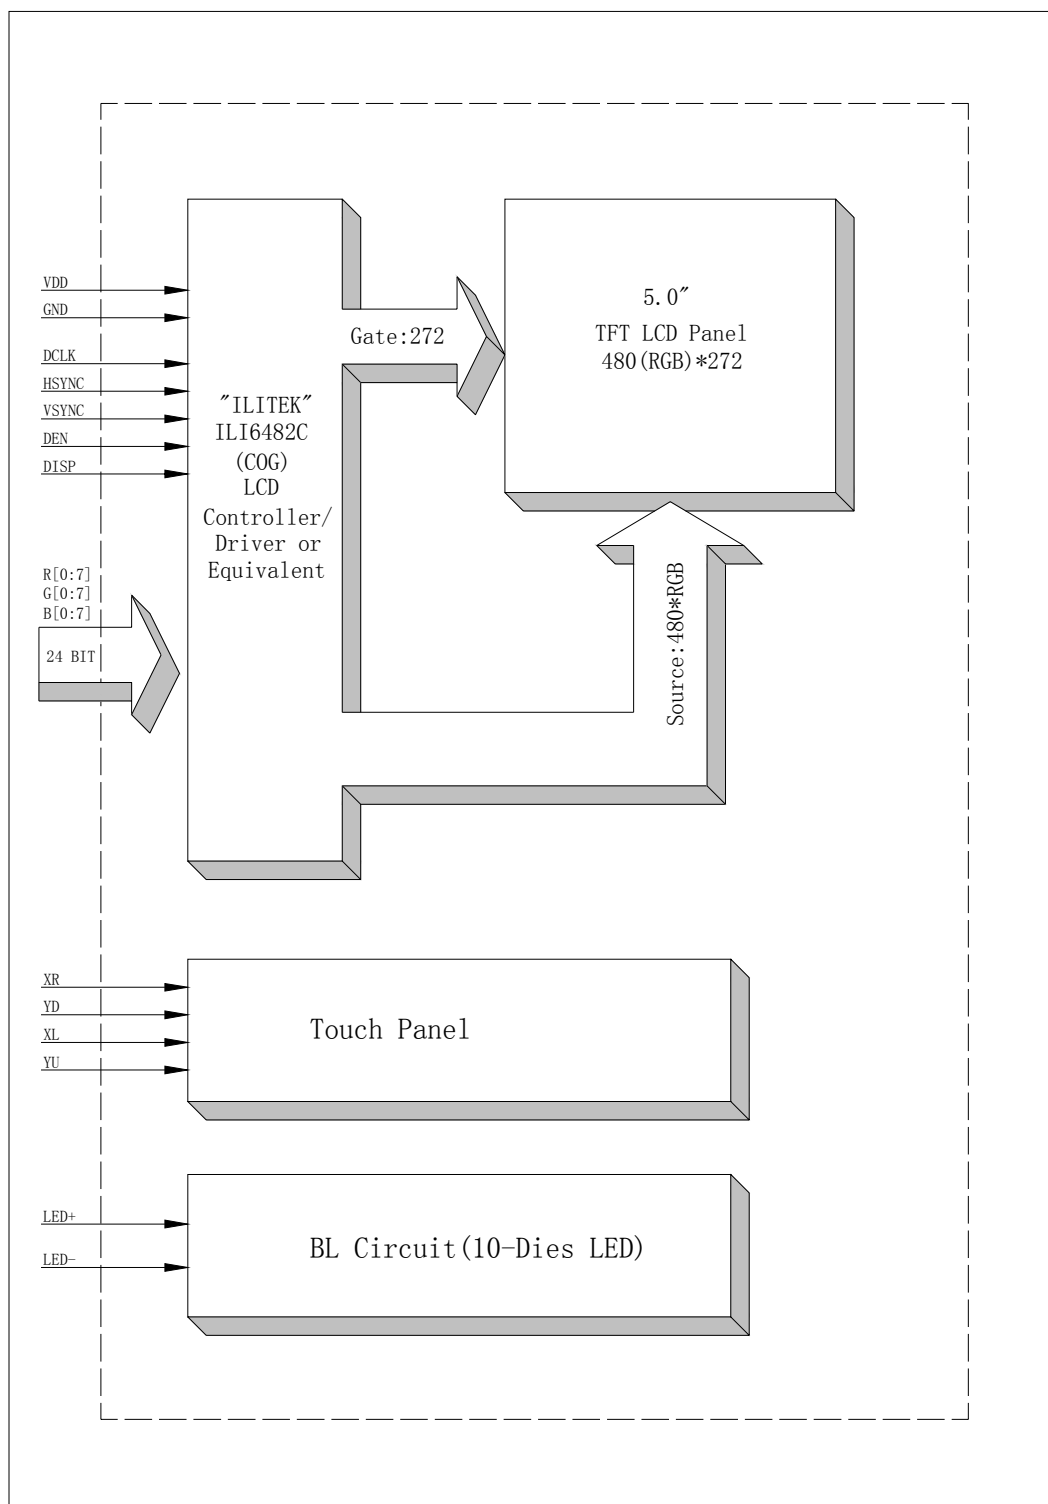 VDD
GND
DCLK
HSYNC
VSYNC
DEN
DISP
R[0:7]
G[0:7]
B[0:7]
24 BIT
"ILITEK"
ILI6482C
(COG)
LCD
Controller/
Driver or
Equivalent
Gate:272
5.0"
TFT LCD Panel
480(RGB)*272
Source:480*RGB
XR
YD
XL
YU
Touch Panel
LED+
LED-
BL Circuit(10-Dies LED)